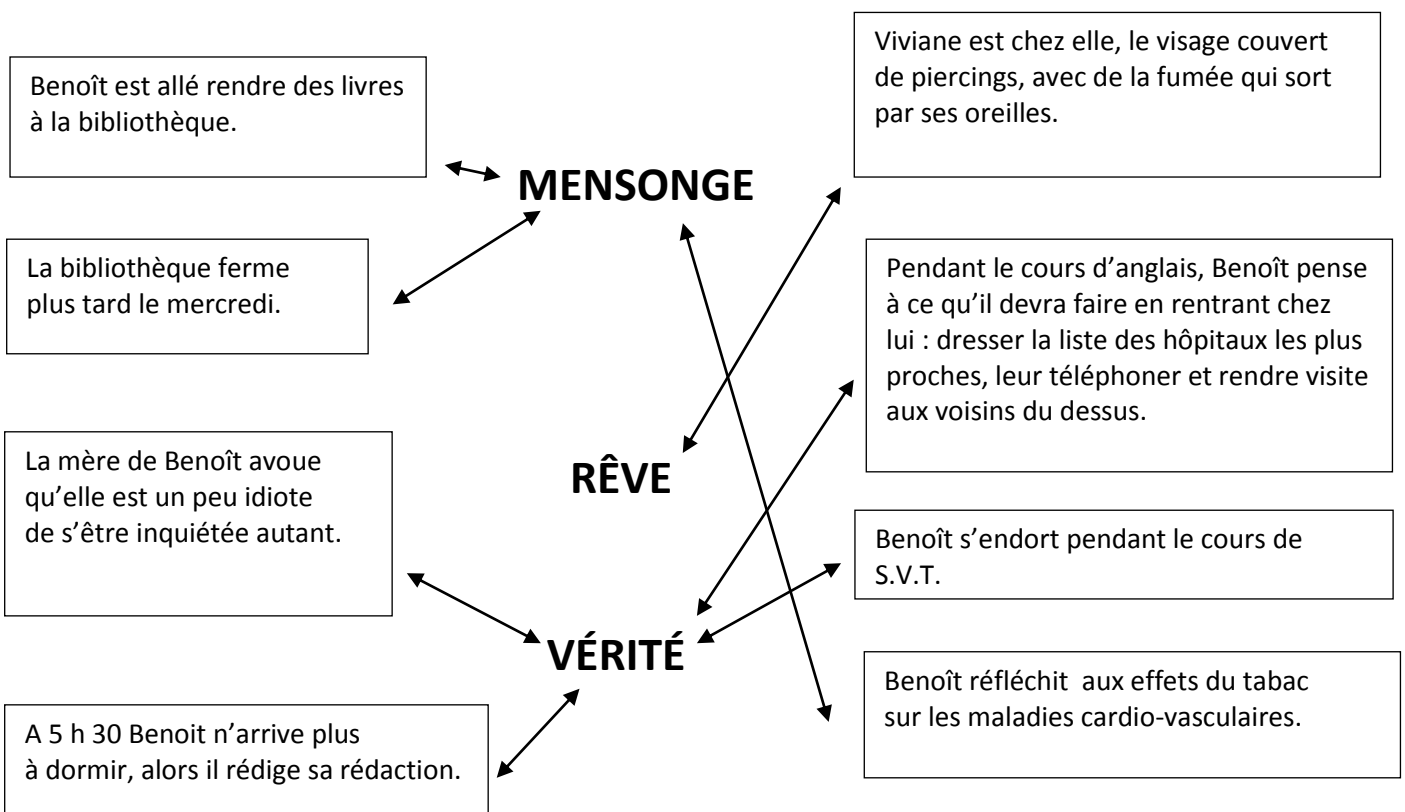 Benoît est allé rendre des livres
à la bibliothèque.
La bibliothèque ferme
plus tard le mercredi.
La mère de Benoît avoue
qu’elle est un peu idiote
de s’être inquiétée autant.
A 5 h 30 Benoit n’arrive plus
à dormir, alors il rédige sa rédaction.
MENSONGE
RÊVE
VÉRITÉ
Viviane est chez elle, le visage couvert
de piercings, avec de la fumée qui sort
par ses oreilles.
Pendant le cours d’anglais, Benoît pense
à ce qu’il devra faire en rentrant chez
lui : dresser la liste des hôpitaux les plus
proches, leur téléphoner et rendre visite
aux voisins du dessus.
Benoît s’endort pendant le cours de
S.V.T.
Benoît réfléchit aux effets du tabac
sur les maladies cardio-vasculaires.